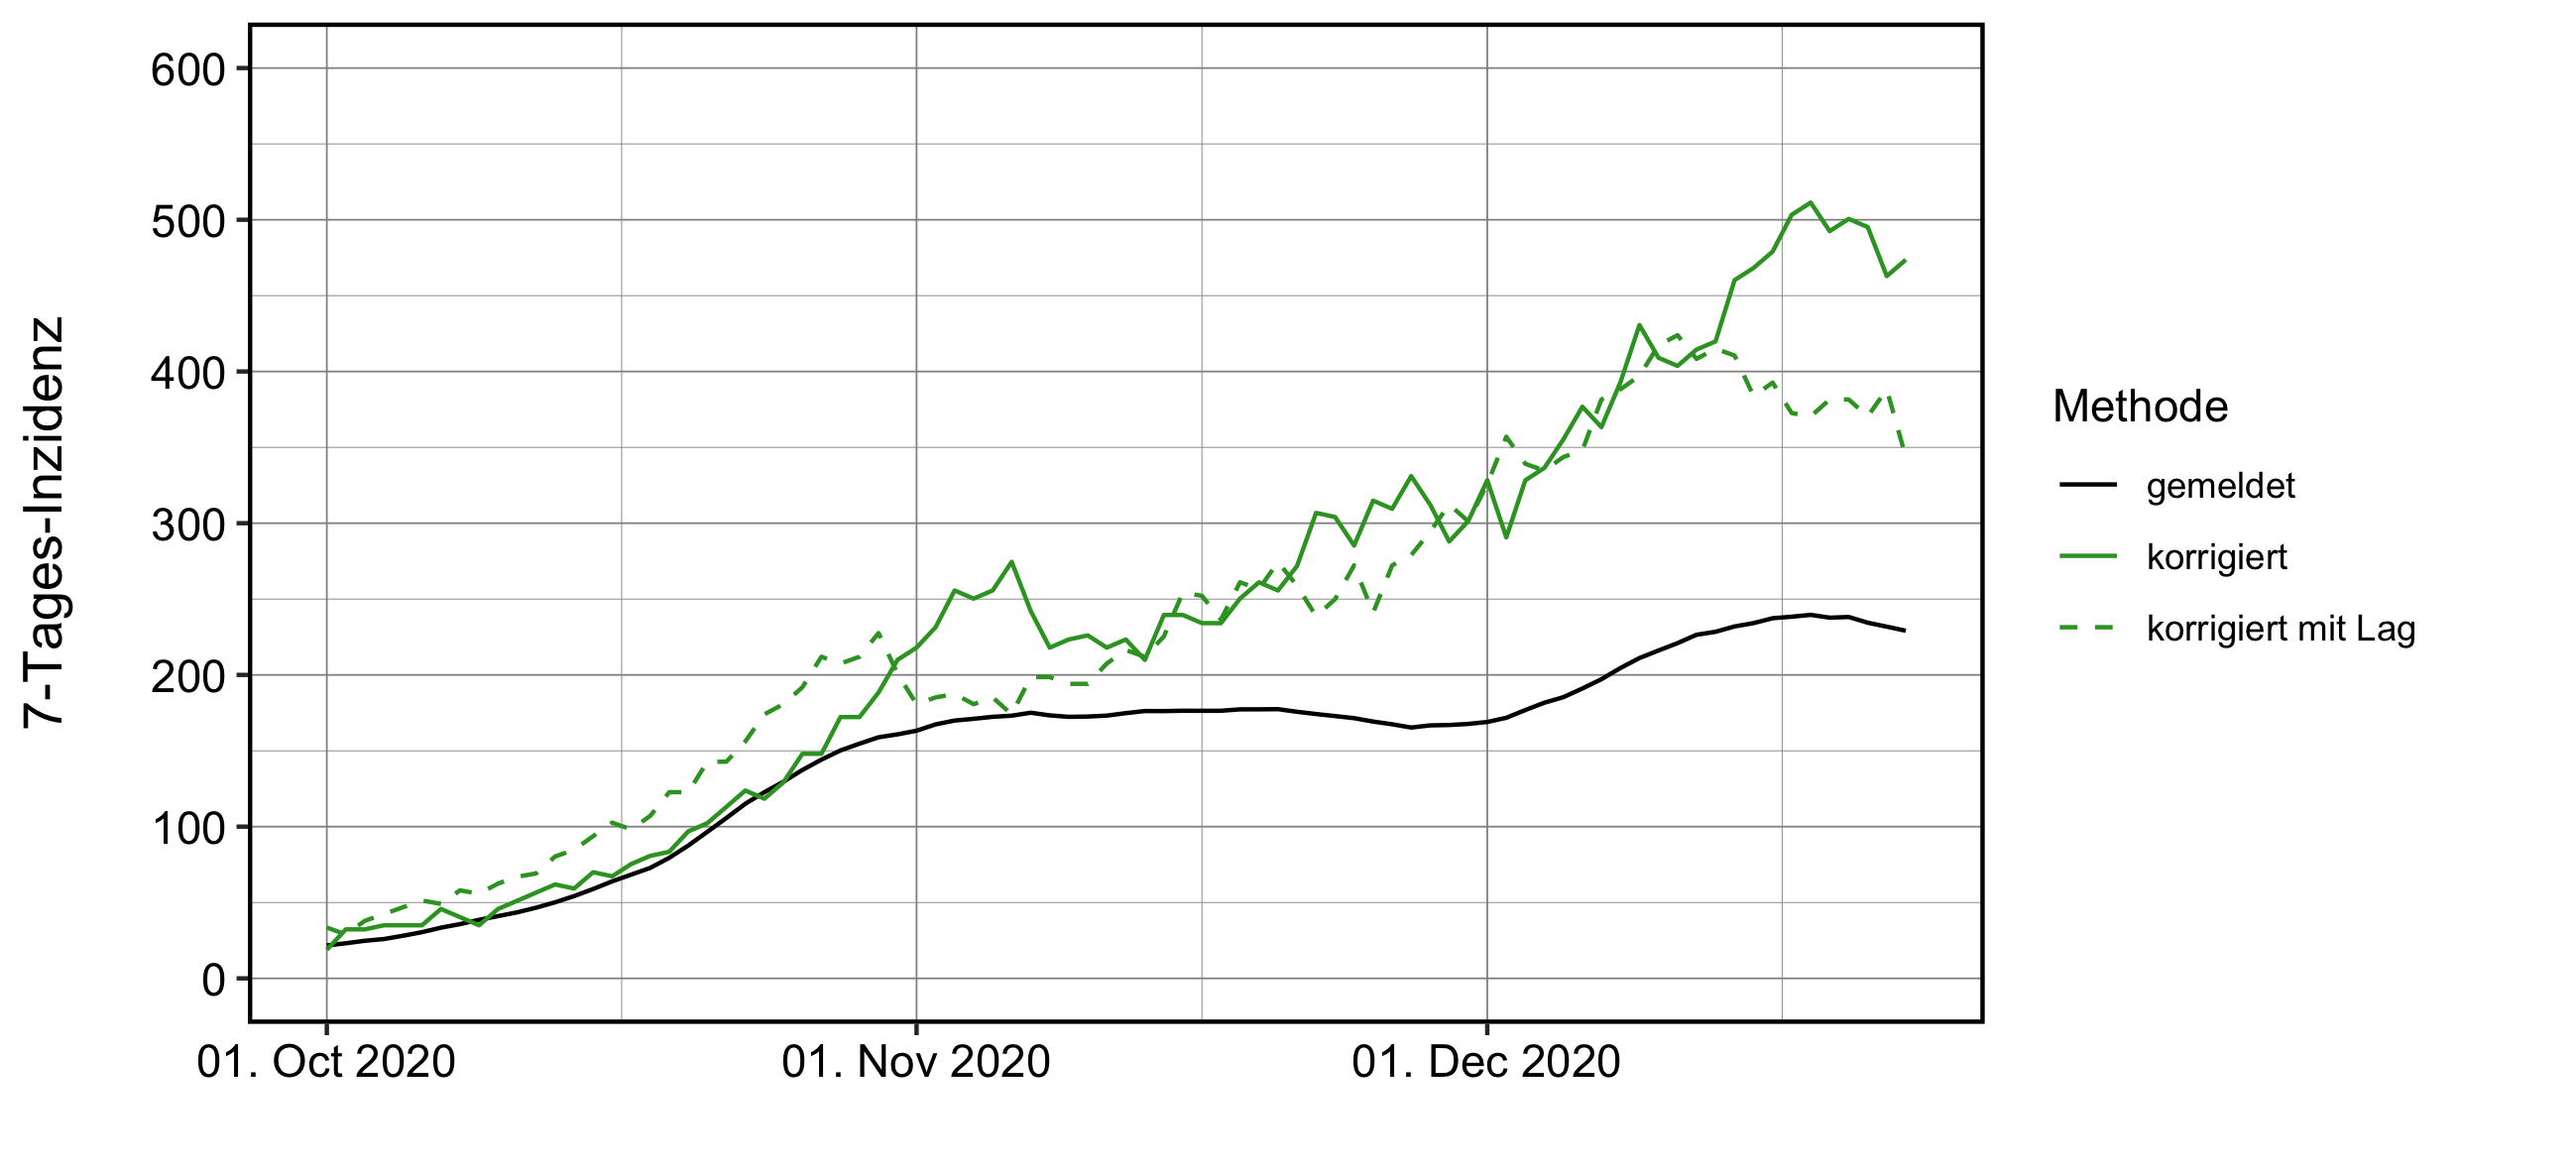 7-Tages-Inzidenz
600
500
400
300
200
100
0
01. Oct 2020
01. Nov 2020
01. Dec 2020
Methode
gemeldet
korrigiert
korrigiert mit Lag